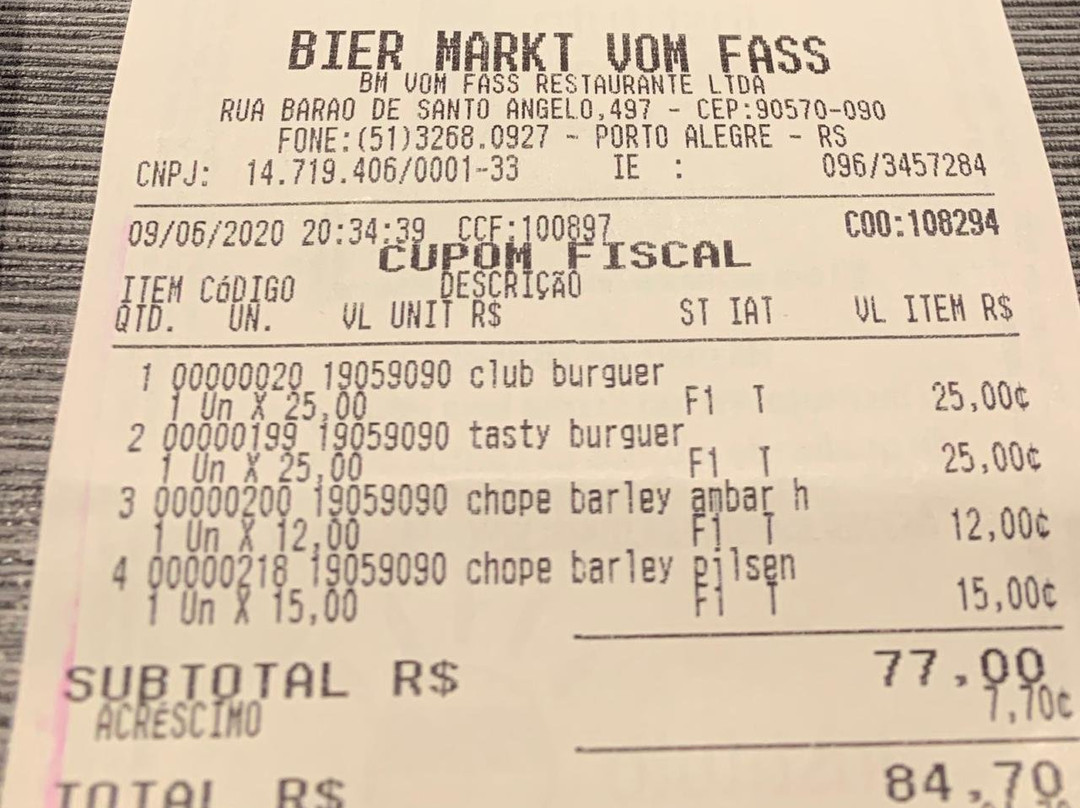 BIER MARKT VOM FASS
BM VOM FASS RESTAURANTE LTDA
RUA BARAO DE SANTO ANGELO,497 - CEP:90570-090
FONE:(51)3268.0927 - PORTO ALEGRE - RS
CNPJ: 14.719.406/0001-33 IE : 096/3457284
09/06/2020 20:34:39 CCF:100897 COO:108294
CUPOM FISCAL
ITEM CóDIGO DESCRIÇÃO
QTD. UN. VL UNIT R$ ST IAT VL ITEM R$
1 00000020 19059090 club burguer
1 Un X 25,00 F1 T 25,00¢
2 00000199 19059090 tasty burguer
1 Un X 25,00 F1 T 25,00¢
3 00000200 19059090 chope barley ambar h
1 Un X 12,00 F1 T 12,00¢
4 00000218 19059090 chope barley pilsen
1 Un X 15,00 F1 T 15,00¢
SUBTOTAL R$ 77,00
ACRÉSCIMO 7,70¢
TOTAL R$ 84,70